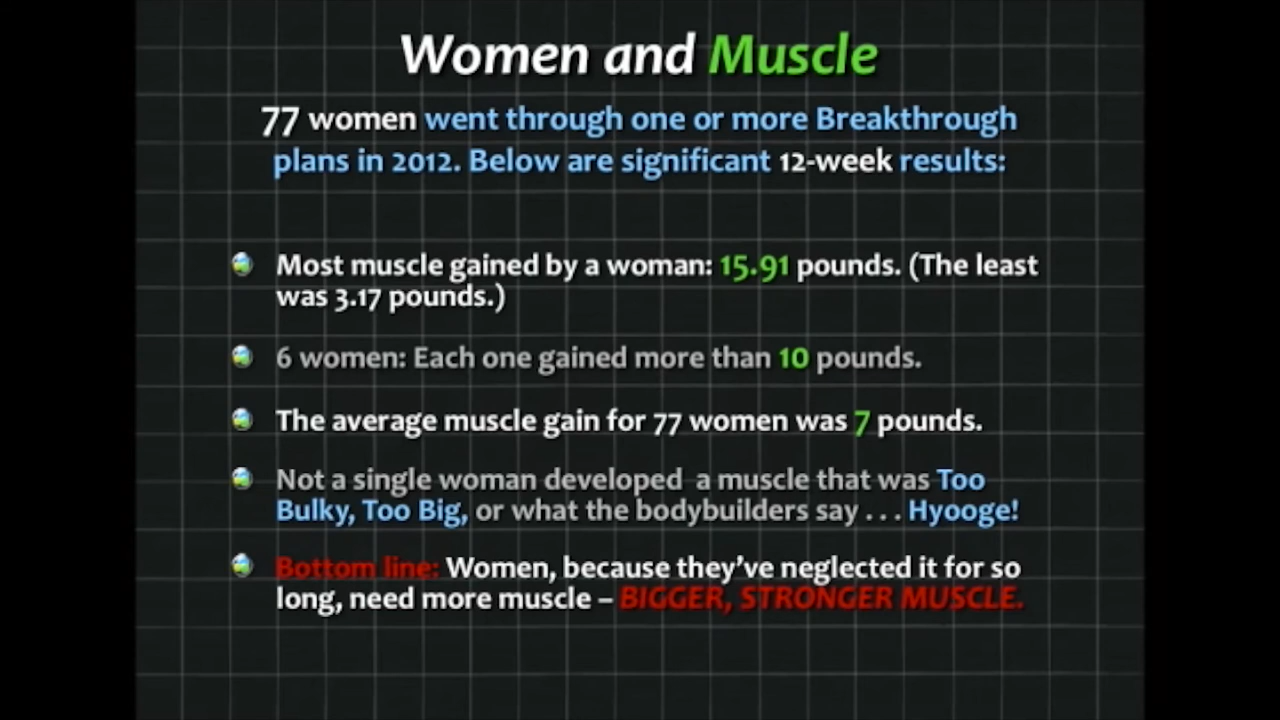 Women and Muscle
77 women went through one or more Breakthrough
plans in 2012. Below are significant 12-week results:
Most muscle gained by a woman: 15.91 pounds. (The least
was 3.17 pounds.)
6 women: Each one gained more than 10 pounds.
The average muscle gain for 77 women was 7 pounds.
Not a single woman developed a muscle that was Too
Bulky, Too Big, or what the bodybuilders say . . . Hyooge!
Bottom line: Women, because they've neglected it for so
long, need more muscle – BIGGER, STRONGER MUSCLE.